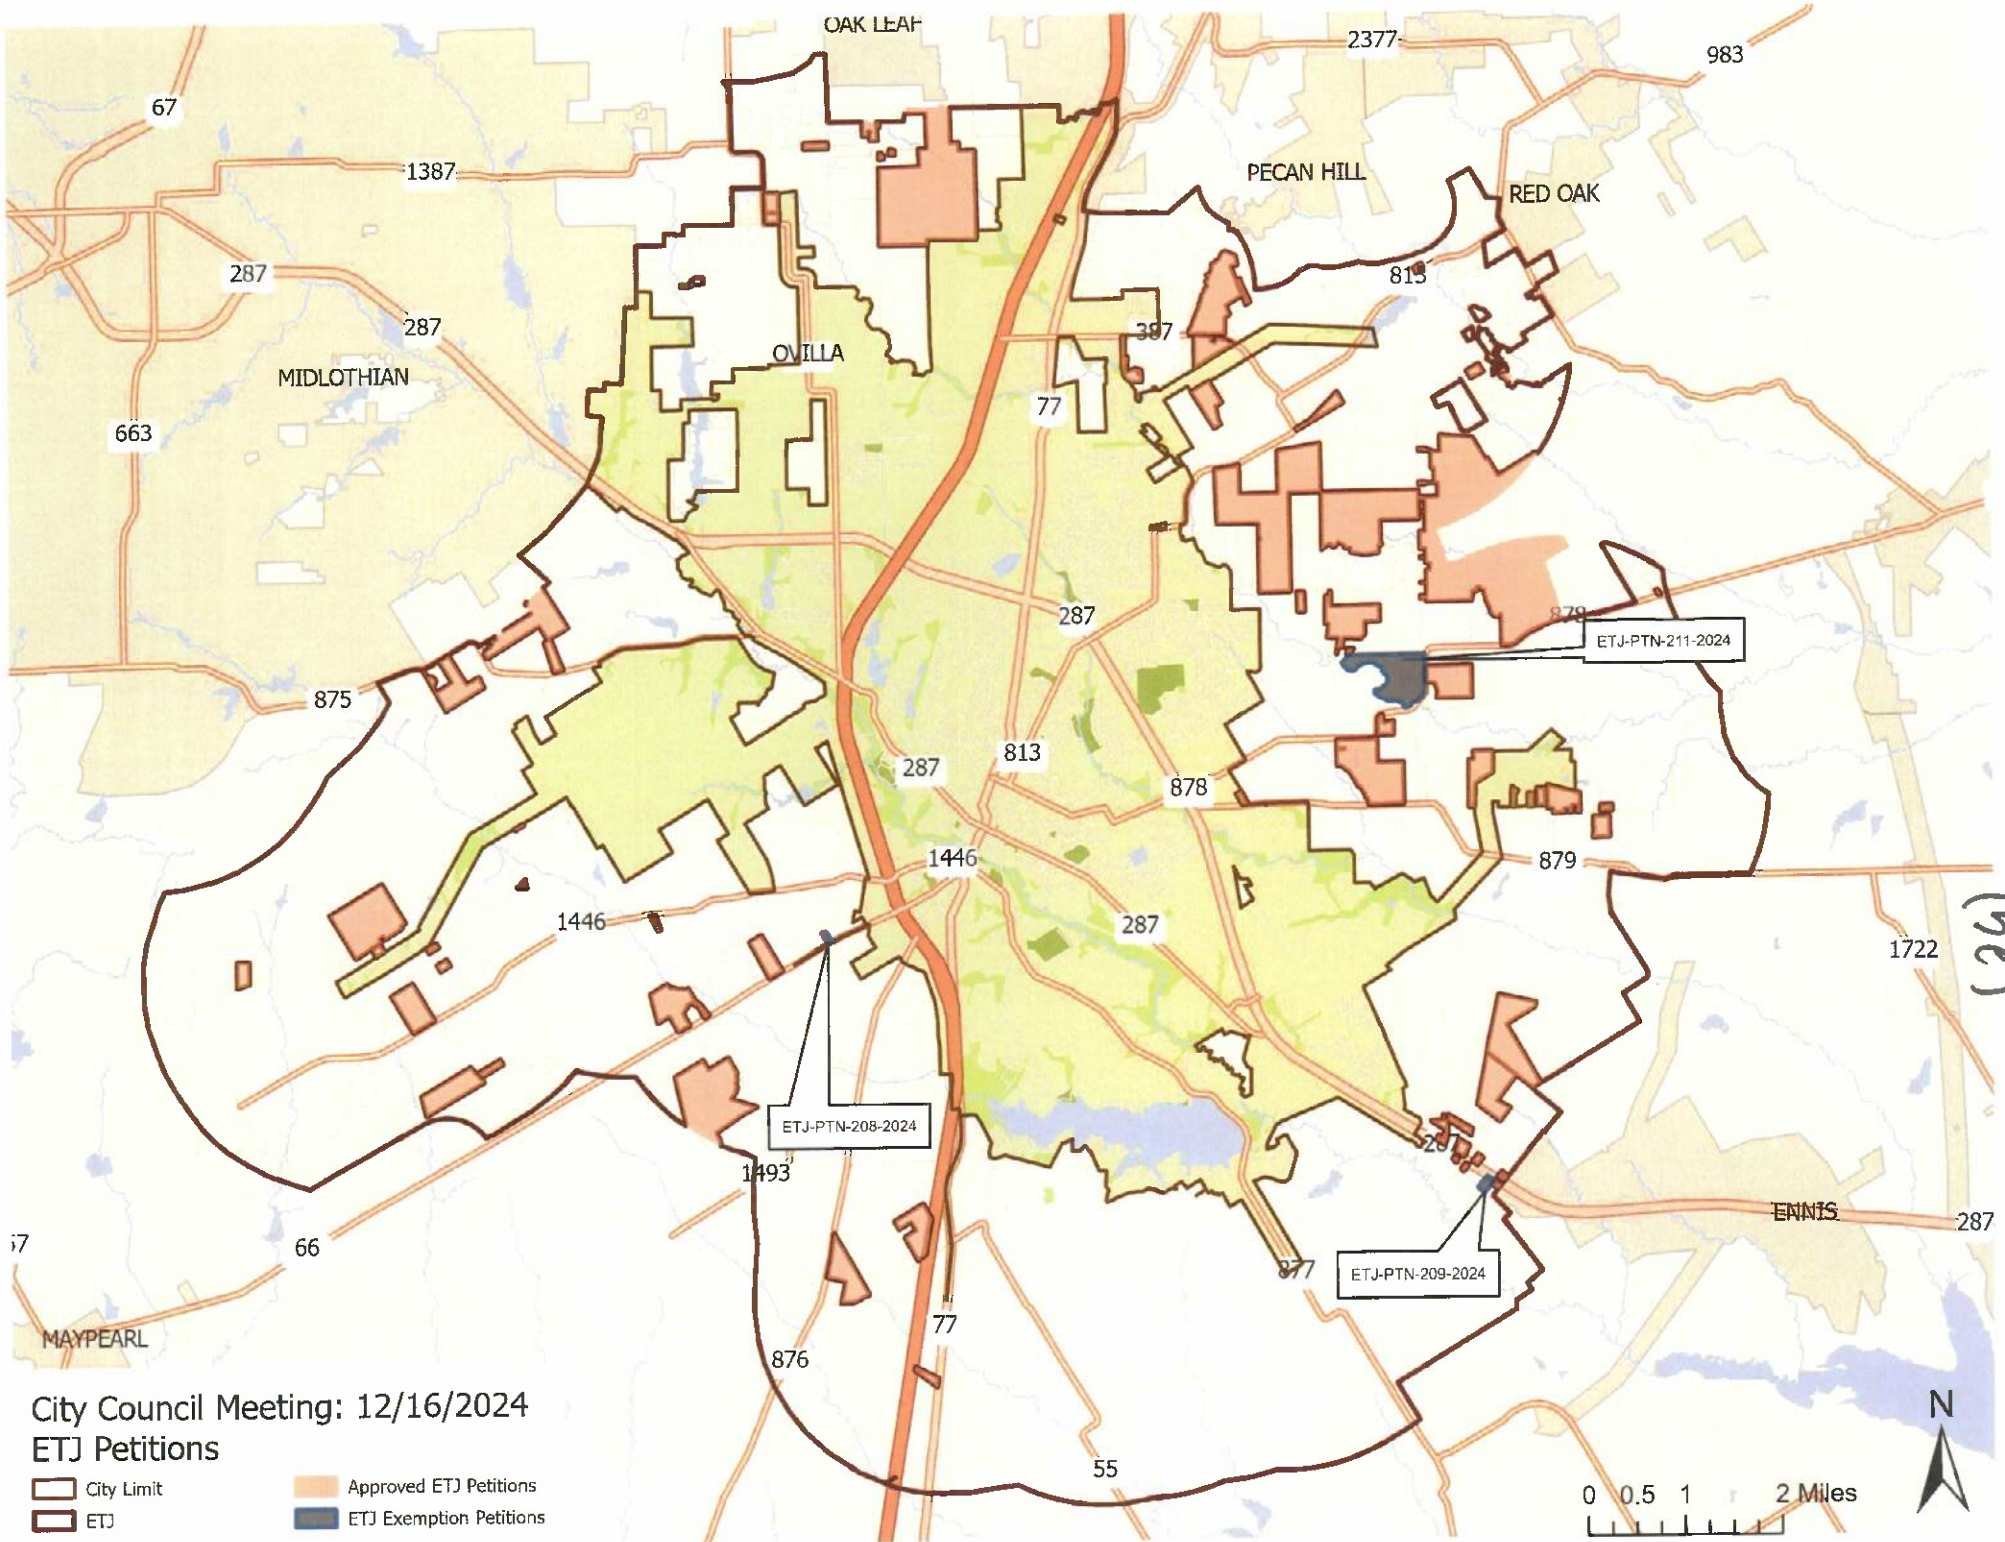 OAK LEAF
2377
983
67
1387
PECAN HILL
RED OAK
287
813
287
387
OVILLA
MIDLOTHIAN
77
663
287
878
ETJ-PTN-211-2024
875
813
287
878
1446
879
1446
287
1722
ETJ-PTN-208-2024
287
1493
ENNIS
287
66
877
ETJ-PTN-209-2024
77
MAYPEARL
876
55
City Council Meeting: 12/16/2024
ETJ Petitions
City Limit
ETJ
Approved ETJ Petitions
ETJ Exemption Petitions
N
0 0.5 1 2 Miles